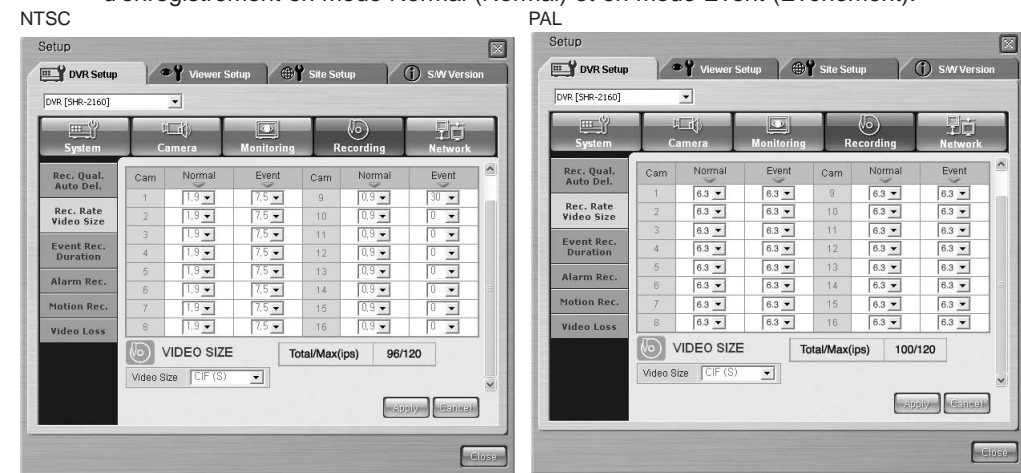 d'enregistrement en mode Normal (Normal) et en mode Event (Événement).
NTSC
PAL
Setup
DVR Setup Viewer Setup Site Setup S/W Version
DVR [SHR-2160]
System Camera Monitoring Recording Network
Rec. Qual.
Auto Del.
Rec. Rate
Video Size
Event Rec.
Duration
Alarm Rec.
Motion Rec.
Video Loss
Cam Normal Event Cam Normal Event
1 1,9 7,5 9 0,9 30
2 1,9 7,5 10 0,9 0
3 1,9 7,5 11 0,9 0
4 1,9 7,5 12 0,9 0
5 1,9 7,5 13 0,9 0
6 1,9 7,5 14 0,9 0
7 1,9 7,5 15 0,9 0
8 1,9 7,5 16 0,9 0
VIDEO SIZE Total/Max(ips) 96/120
Video Size CIF (S)
Apply Cancel
Close
Setup
DVR Setup Viewer Setup Site Setup S/W Version
DVR [SHR-2160]
System Camera Monitoring Recording Network
Rec. Qual.
Auto Del.
Rec. Rate
Video Size
Event Rec.
Duration
Alarm Rec.
Motion Rec.
Video Loss
Cam Normal Event Cam Normal Event
1 6.3 6.3 9 6.3 6.3
2 6.3 6.3 10 6.3 6.3
3 6.3 6.3 11 6.3 6.3
4 6.3 6.3 12 6.3 6.3
5 6.3 6.3 13 6.3 6.3
6 6.3 6.3 14 6.3 6.3
7 6.3 6.3 15 6.3 6.3
8 6.3 6.3 16 6.3 6.3
VIDEO SIZE Total/Max(ips) 100/120
Video Size CIF (S)
Apply Cancel
Close